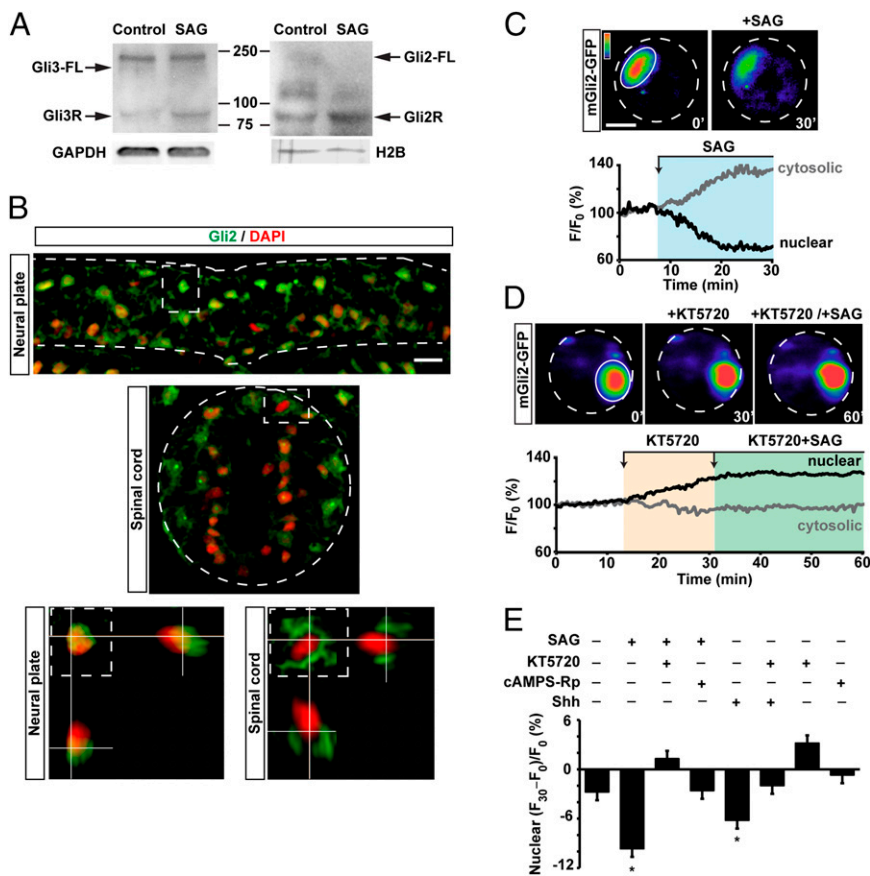 A
Control SAG
Control SAG
Gli3-FL
Gli3R
250
100
75
Gli2-FL
Gli2R
GAPDH
H2B
B
Gli2 / DAPI
Neural plate
Spinal cord
Neural plate
Spinal cord
C
+SAG
mGli2-GFP
0'
30'
SAG
140
100
60
F/F0 (%)
cytosolic
nuclear
0 10 20 30
Time (min)
D
+KT5720 +KT5720 /+SAG
mGli2-GFP
0'
30'
60'
KT5720 KT5720+SAG
140
100
60
F/F0 (%)
nuclear
cytosolic
0 10 20 30 40 50 60
Time (min)
E
SAG – + + + – – – –
KT5720 – – + – – + + –
cAMPS-Rp – – – + – – – +
Shh – – – – + + – –
6
0
-6
-12
Nuclear (F30–F0)/F0 (%)
* *